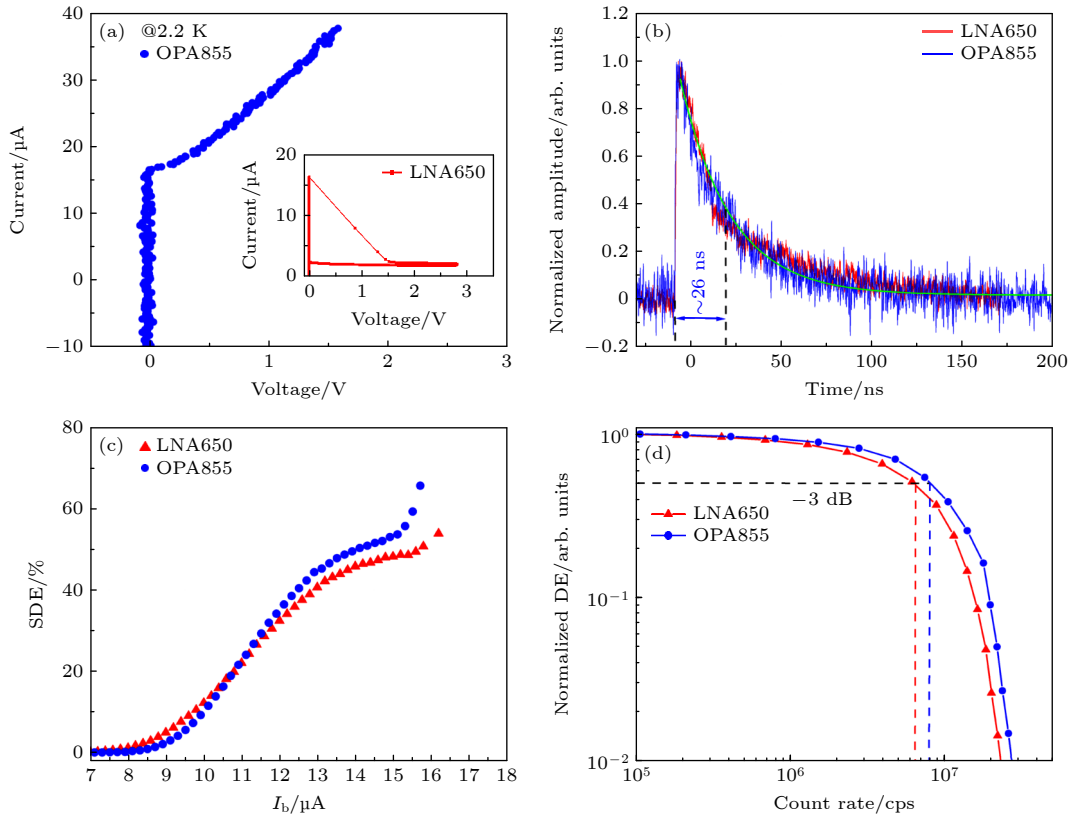 (a)
@2.2 K
OPA855
40
30
20
10
0
−10
Current/μA
0
1
2
3
Voltage/V
20
10
0
Current/μA
LNA650
0
1
2
3
Voltage/V
(b)
LNA650
OPA855
1.2
1.0
0.8
0.6
0.4
0.2
0
−0.2
Normalized amplitude/arb. units
~26 ns
0
50
100
150
200
Time/ns
(c)
LNA650
OPA855
80
60
40
20
0
SDE/%
7
8
9
10
11
12
13
14
15
16
17
18
I_b/μA
(d)
10^0
10^−1
10^−2
Normalized DE/arb. units
−3 dB
LNA650
OPA855
10^5
10^6
10^7
Count rate/cps